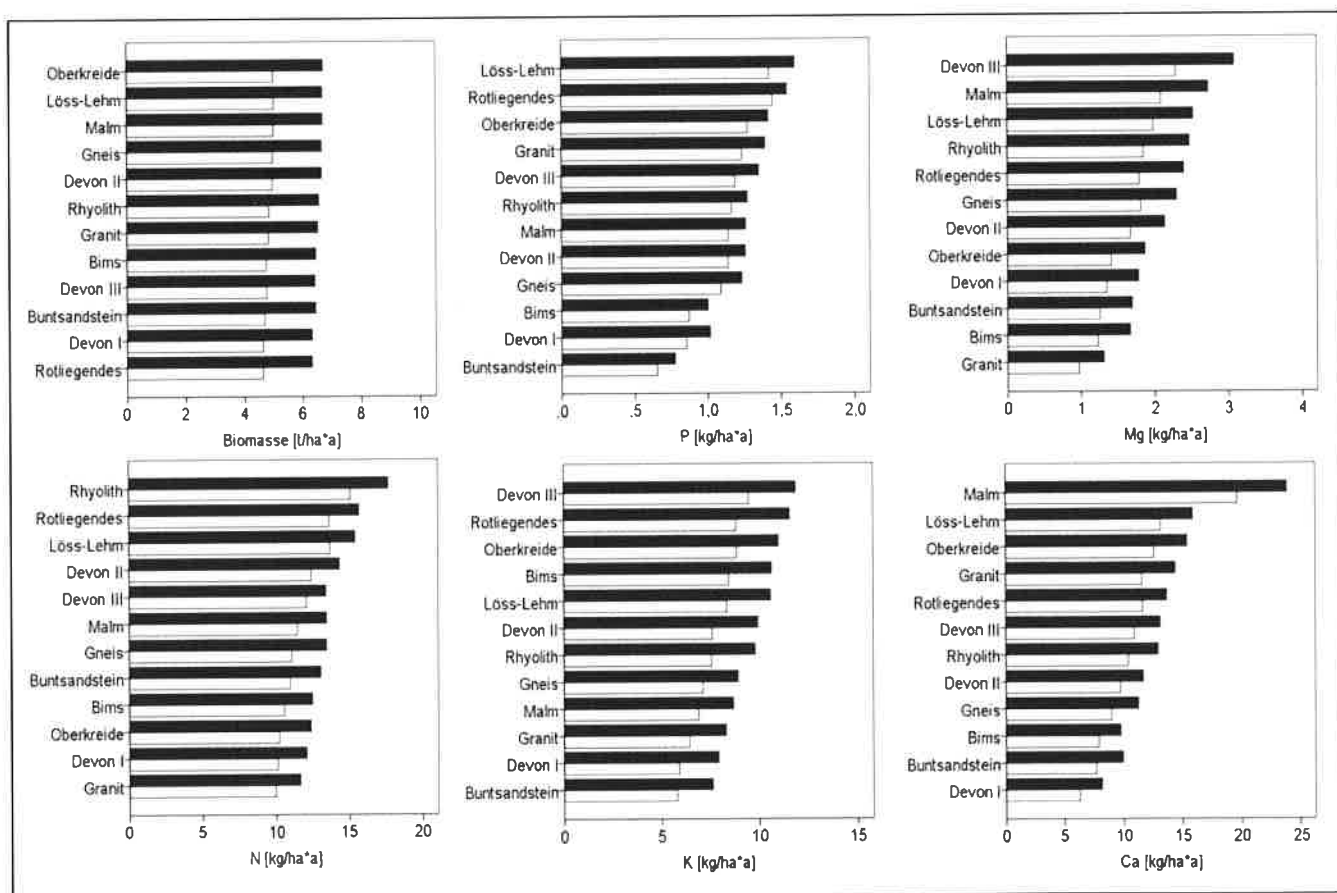 Oberkreide
Löss-Lehm
Malm
Gneis
Devon II
Rhyolith
Granit
Bims
Devon III
Buntsandstein
Devon I
Rotliegendes
0 2 4 6 8 10
Biomasse [t/ha*a]
Löss-Lehm
Rotliegendes
Oberkreide
Granit
Devon III
Rhyolith
Malm
Devon II
Gneis
Bims
Devon I
Buntsandstein
,0 ,5 1,0 1,5 2,0
P [kg/ha*a]
Devon III
Malm
Löss-Lehm
Rhyolith
Rotliegendes
Gneis
Devon II
Oberkreide
Devon I
Buntsandstein
Bims
Granit
0 1 2 3 4
Mg [kg/ha*a]
Rhyolith
Rotliegendes
Löss-Lehm
Devon II
Devon III
Malm
Gneis
Buntsandstein
Bims
Oberkreide
Devon I
Granit
0 5 10 15 20
N [kg/ha*a]
Devon III
Rotliegendes
Oberkreide
Bims
Löss-Lehm
Devon II
Rhyolith
Gneis
Malm
Granit
Devon I
Buntsandstein
0 5 10 15
K [kg/ha*a]
Malm
Löss-Lehm
Oberkreide
Granit
Rotliegendes
Devon III
Rhyolith
Devon II
Gneis
Bims
Buntsandstein
Devon I
0 5 10 15 20 25
Ca [kg/ha*a]